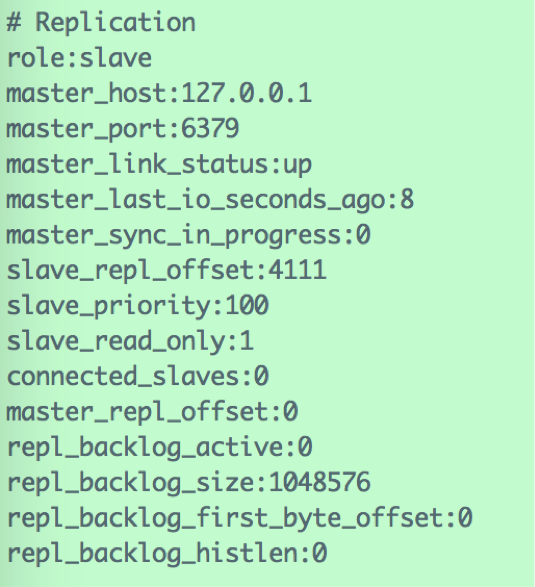 # Replication
role:slave
master_host:127.0.0.1
master_port:6379
master_link_status:up
master_last_io_seconds_ago:8
master_sync_in_progress:0
slave_repl_offset:4111
slave_priority:100
slave_read_only:1
connected_slaves:0
master_repl_offset:0
repl_backlog_active:0
repl_backlog_size:1048576
repl_backlog_first_byte_offset:0
repl_backlog_histlen:0